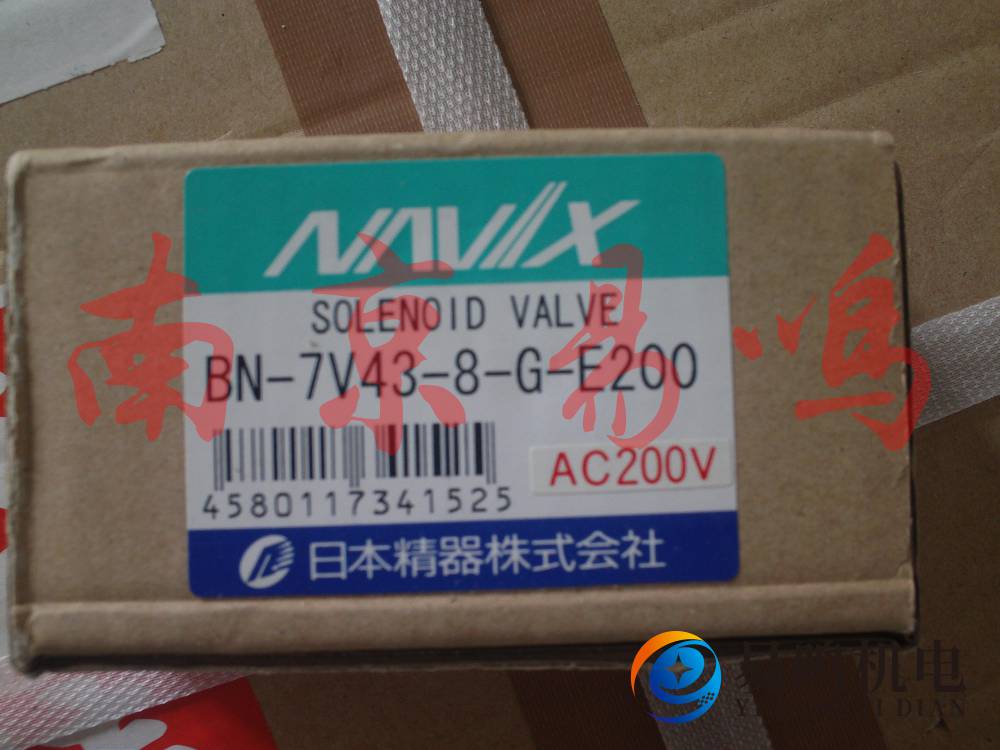 NAVIX
SOLENOID VALVE
BN-7V43-8-G-E200
AC200V
4580117341525
日本精器株式会社
南京易鸣
机电
DIAN